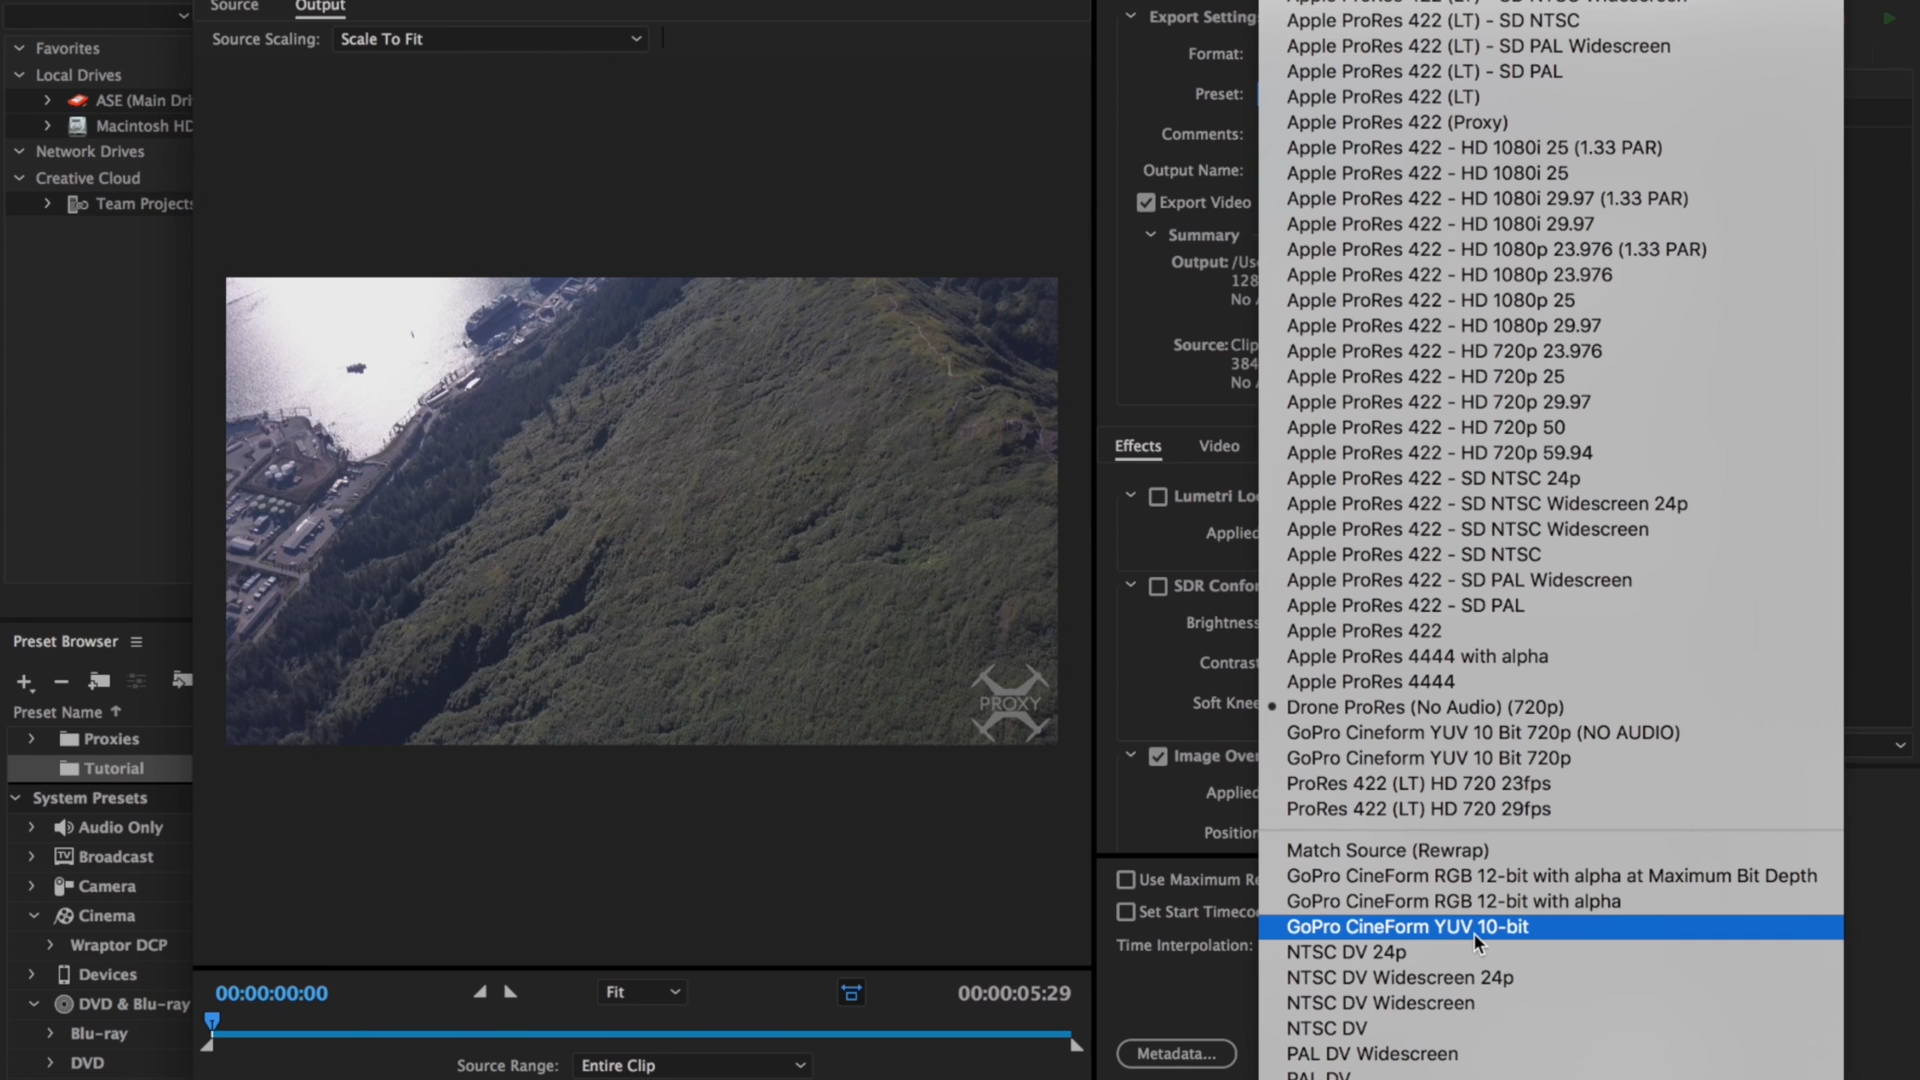 Favorites
Local Drives
ASE (Main Dri
Macintosh HD
Network Drives
Creative Cloud
Team Projects
Preset Browser
Preset Name
Proxies
Tutorial
System Presets
Audio Only
TV Broadcast
Camera
Cinema
Wraptor DCP
Devices
DVD & Blu-ray
Blu-ray
DVD
Source Output
Source Scaling: Scale To Fit
PROXY
00:00:00:00
Fit
00:00:05:29
Source Range: Entire Clip
Export Setting
Format:
Preset:
Comments:
Output Name:
Export Video
Summary
Output: /Use
128
No
Source: Clip
384
No
Effects Video
Lumetri Loo
Applied
SDR Confor
Brightness
Contras
Soft Knee
Image Over
Applied
Position
Use Maximum Re
Set Start Timeco
Time Interpolation:
Metadata...
Apple ProRes 422 (LT) - SD NTSC
Apple ProRes 422 (LT) - SD PAL Widescreen
Apple ProRes 422 (LT) - SD PAL
Apple ProRes 422 (LT)
Apple ProRes 422 (Proxy)
Apple ProRes 422 - HD 1080i 25 (1.33 PAR)
Apple ProRes 422 - HD 1080i 25
Apple ProRes 422 - HD 1080i 29.97 (1.33 PAR)
Apple ProRes 422 - HD 1080i 29.97
Apple ProRes 422 - HD 1080p 23.976 (1.33 PAR)
Apple ProRes 422 - HD 1080p 23.976
Apple ProRes 422 - HD 1080p 25
Apple ProRes 422 - HD 1080p 29.97
Apple ProRes 422 - HD 720p 23.976
Apple ProRes 422 - HD 720p 25
Apple ProRes 422 - HD 720p 29.97
Apple ProRes 422 - HD 720p 50
Apple ProRes 422 - HD 720p 59.94
Apple ProRes 422 - SD NTSC 24p
Apple ProRes 422 - SD NTSC Widescreen 24p
Apple ProRes 422 - SD NTSC Widescreen
Apple ProRes 422 - SD NTSC
Apple ProRes 422 - SD PAL Widescreen
Apple ProRes 422 - SD PAL
Apple ProRes 422
Apple ProRes 4444 with alpha
Apple ProRes 4444
Drone ProRes (No Audio) (720p)
GoPro Cineform YUV 10 Bit 720p (NO AUDIO)
GoPro Cineform YUV 10 Bit 720p
ProRes 422 (LT) HD 720 23fps
ProRes 422 (LT) HD 720 29fps
Match Source (Rewrap)
GoPro CineForm RGB 12-bit with alpha at Maximum Bit Depth
GoPro CineForm RGB 12-bit with alpha
GoPro CineForm YUV 10-bit
NTSC DV 24p
NTSC DV Widescreen 24p
NTSC DV Widescreen
NTSC DV
PAL DV Widescreen
PAL DV